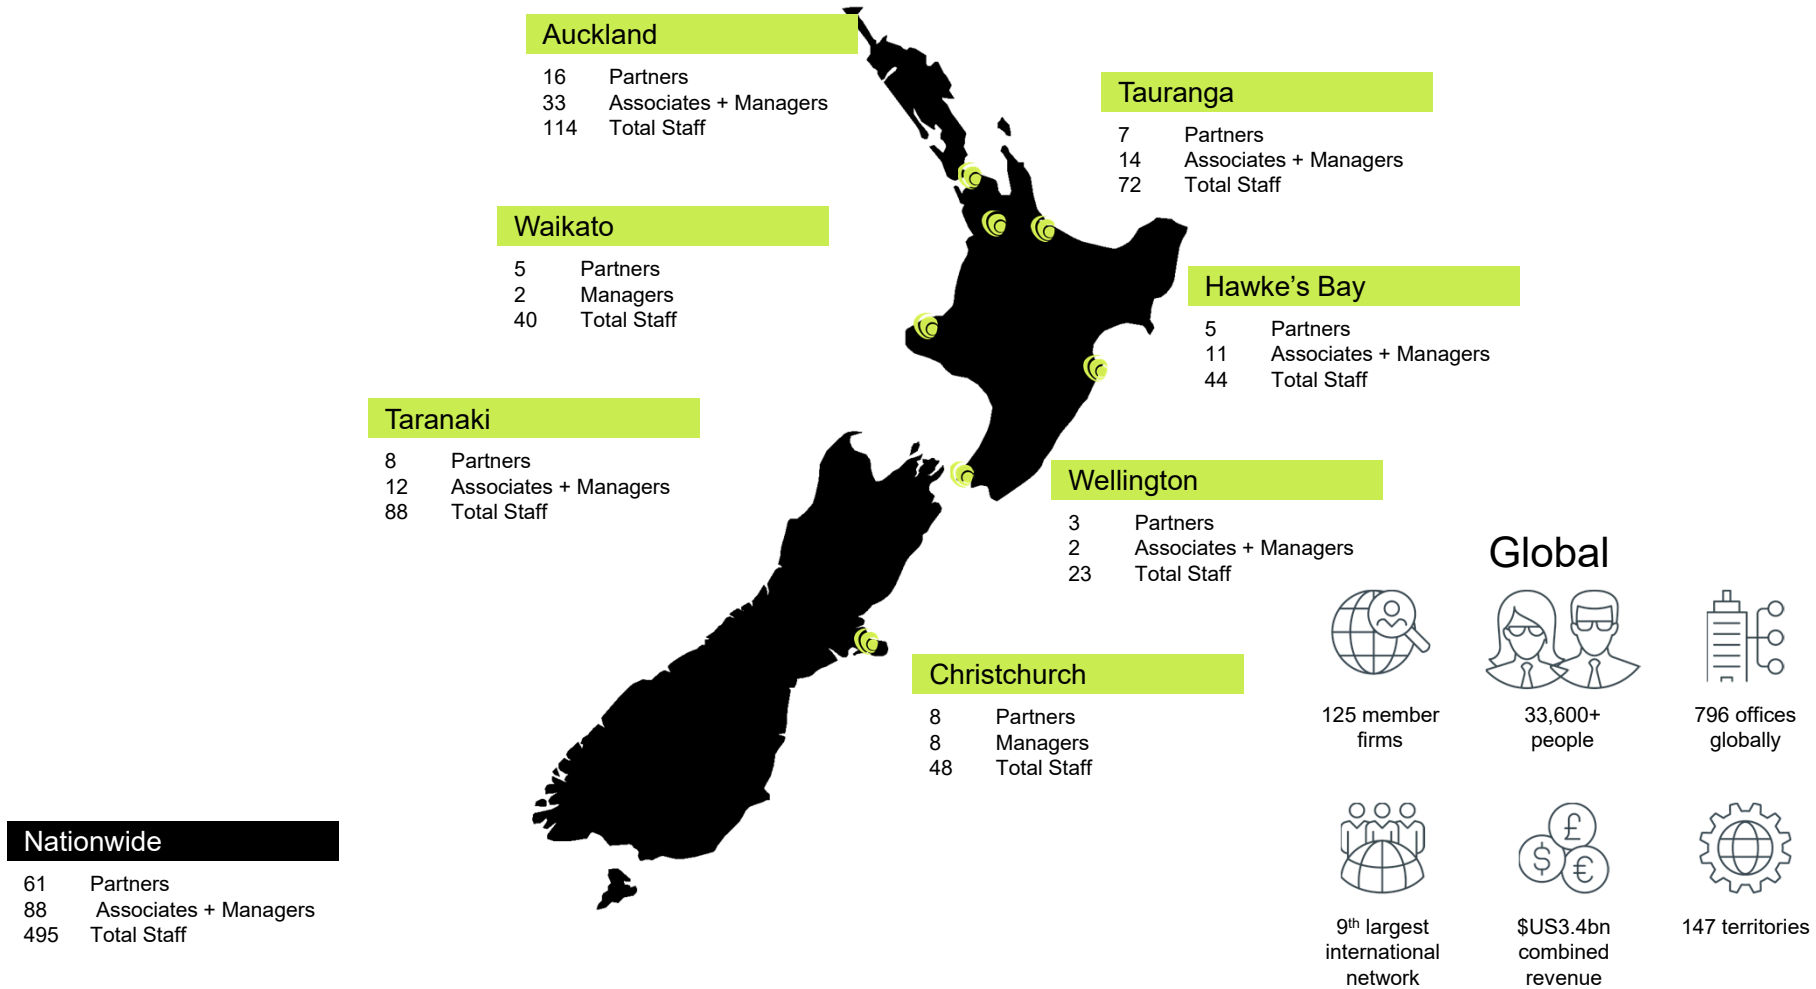 Auckland
16 Partners
33 Associates + Managers
114 Total Staff
Tauranga
7 Partners
14 Associates + Managers
72 Total Staff
Waikato
5 Partners
2 Managers
40 Total Staff
Hawke’s Bay
5 Partners
11 Associates + Managers
44 Total Staff
Taranaki
8 Partners
12 Associates + Managers
88 Total Staff
Wellington
3 Partners
2 Associates + Managers
23 Total Staff
Christchurch
8 Partners
8 Managers
48 Total Staff
Nationwide
61 Partners
88 Associates + Managers
495 Total Staff
Global
125 member
firms
33,600+
people
796 offices
globally
9th largest
international
network
£
$
€
$US3.4bn
combined
revenue
147 territories